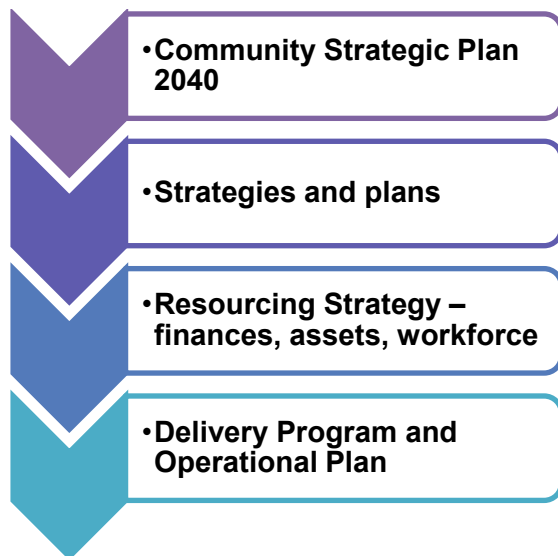 •Community Strategic Plan
2040
•Strategies and plans
•Resourcing Strategy –
finances, assets, workforce
•Delivery Program and
Operational Plan